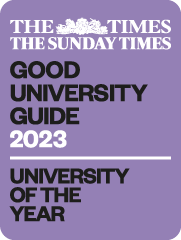 THE TIMES
THE SUNDAY TIMES
GOOD
UNIVERSITY
GUIDE
2023
UNIVERSITY
OF THE
YEAR